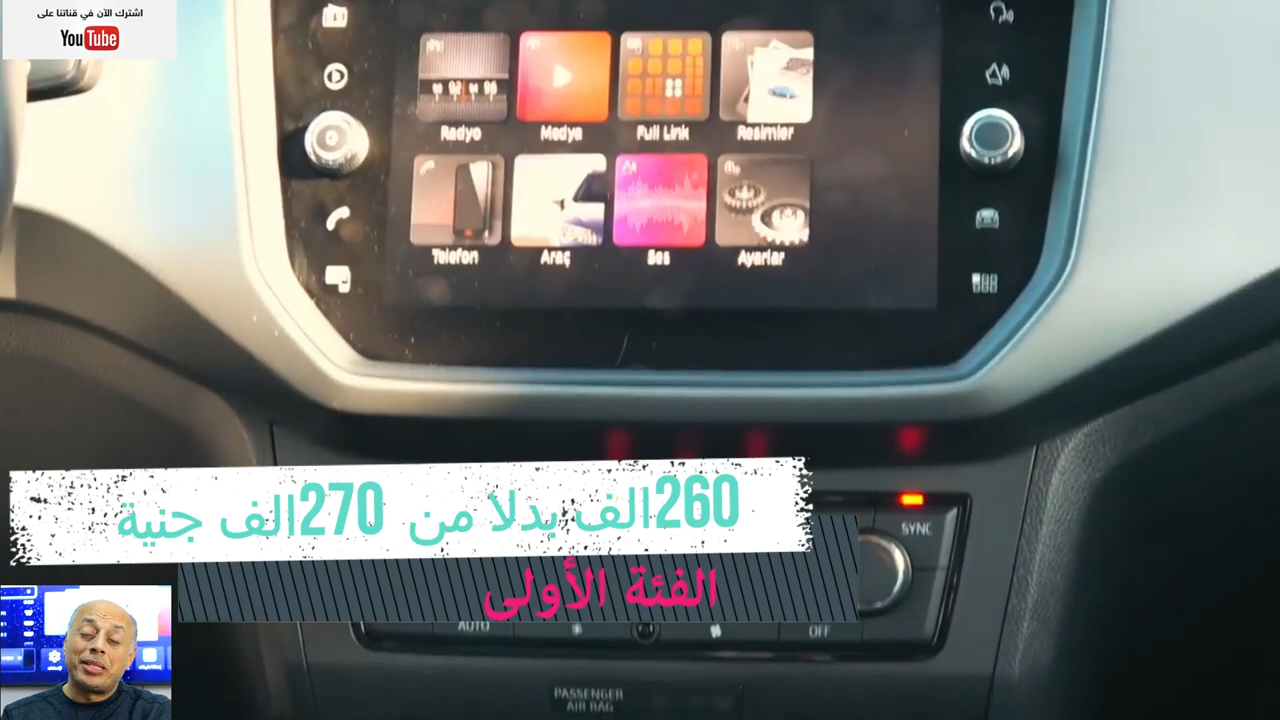 اشترك الآن في قناتنا على
YouTube
Radyo Medya Full Link Resimler
Telefon Araç Ses Ayarlar
260الف بدلا من 270الف جنية
الفئة الأولى
SYNC
AUTO OFF
PASSENGER
AIR BAG